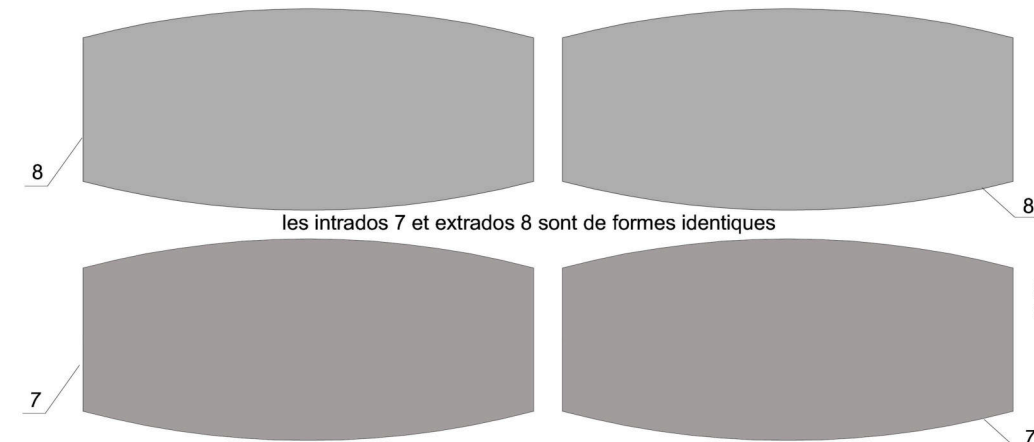 8
8
les intrados 7 et extrados 8 sont de formes identiques
7
7